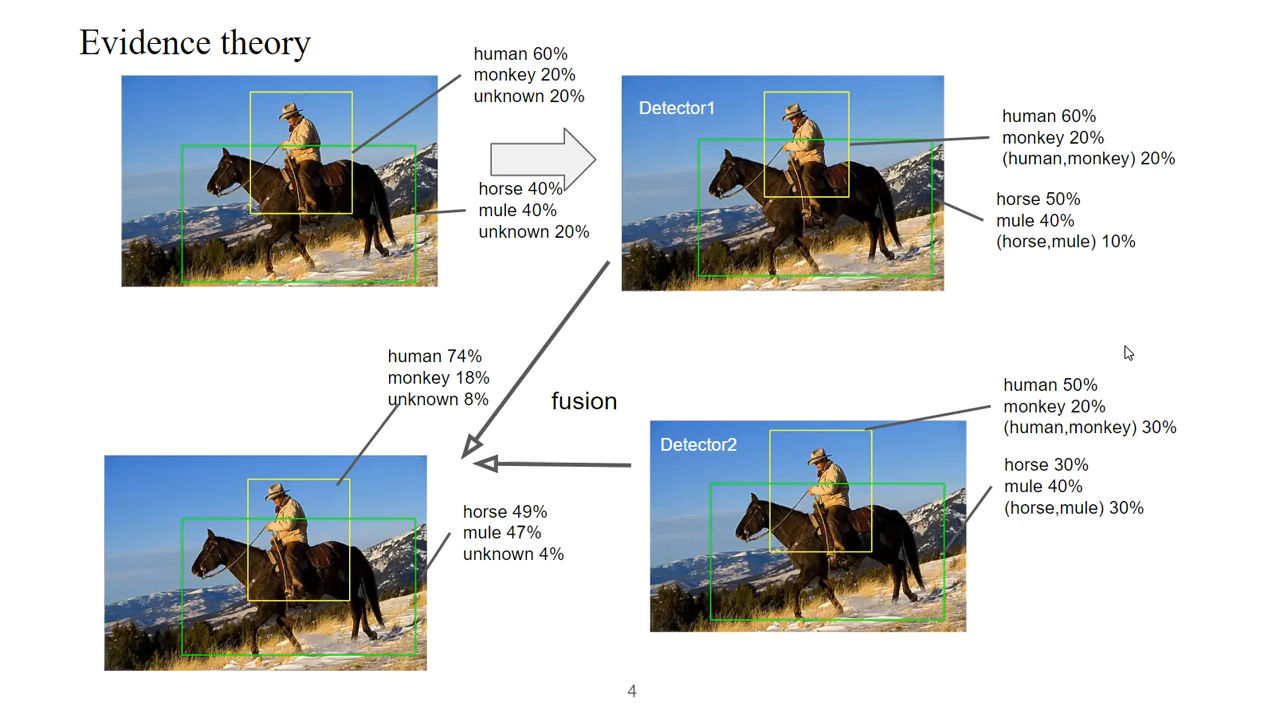 Evidence theory
human 60%
monkey 20%
unknown 20%
horse 40%
mule 40%
unknown 20%
Detector1
human 60%
monkey 20%
(human,monkey) 20%
horse 50%
mule 40%
(horse,mule) 10%
human 74%
monkey 18%
unknown 8%
fusion
horse 49%
mule 47%
unknown 4%
Detector2
human 50%
monkey 20%
(human,monkey) 30%
horse 30%
mule 40%
(horse,mule) 30%
4